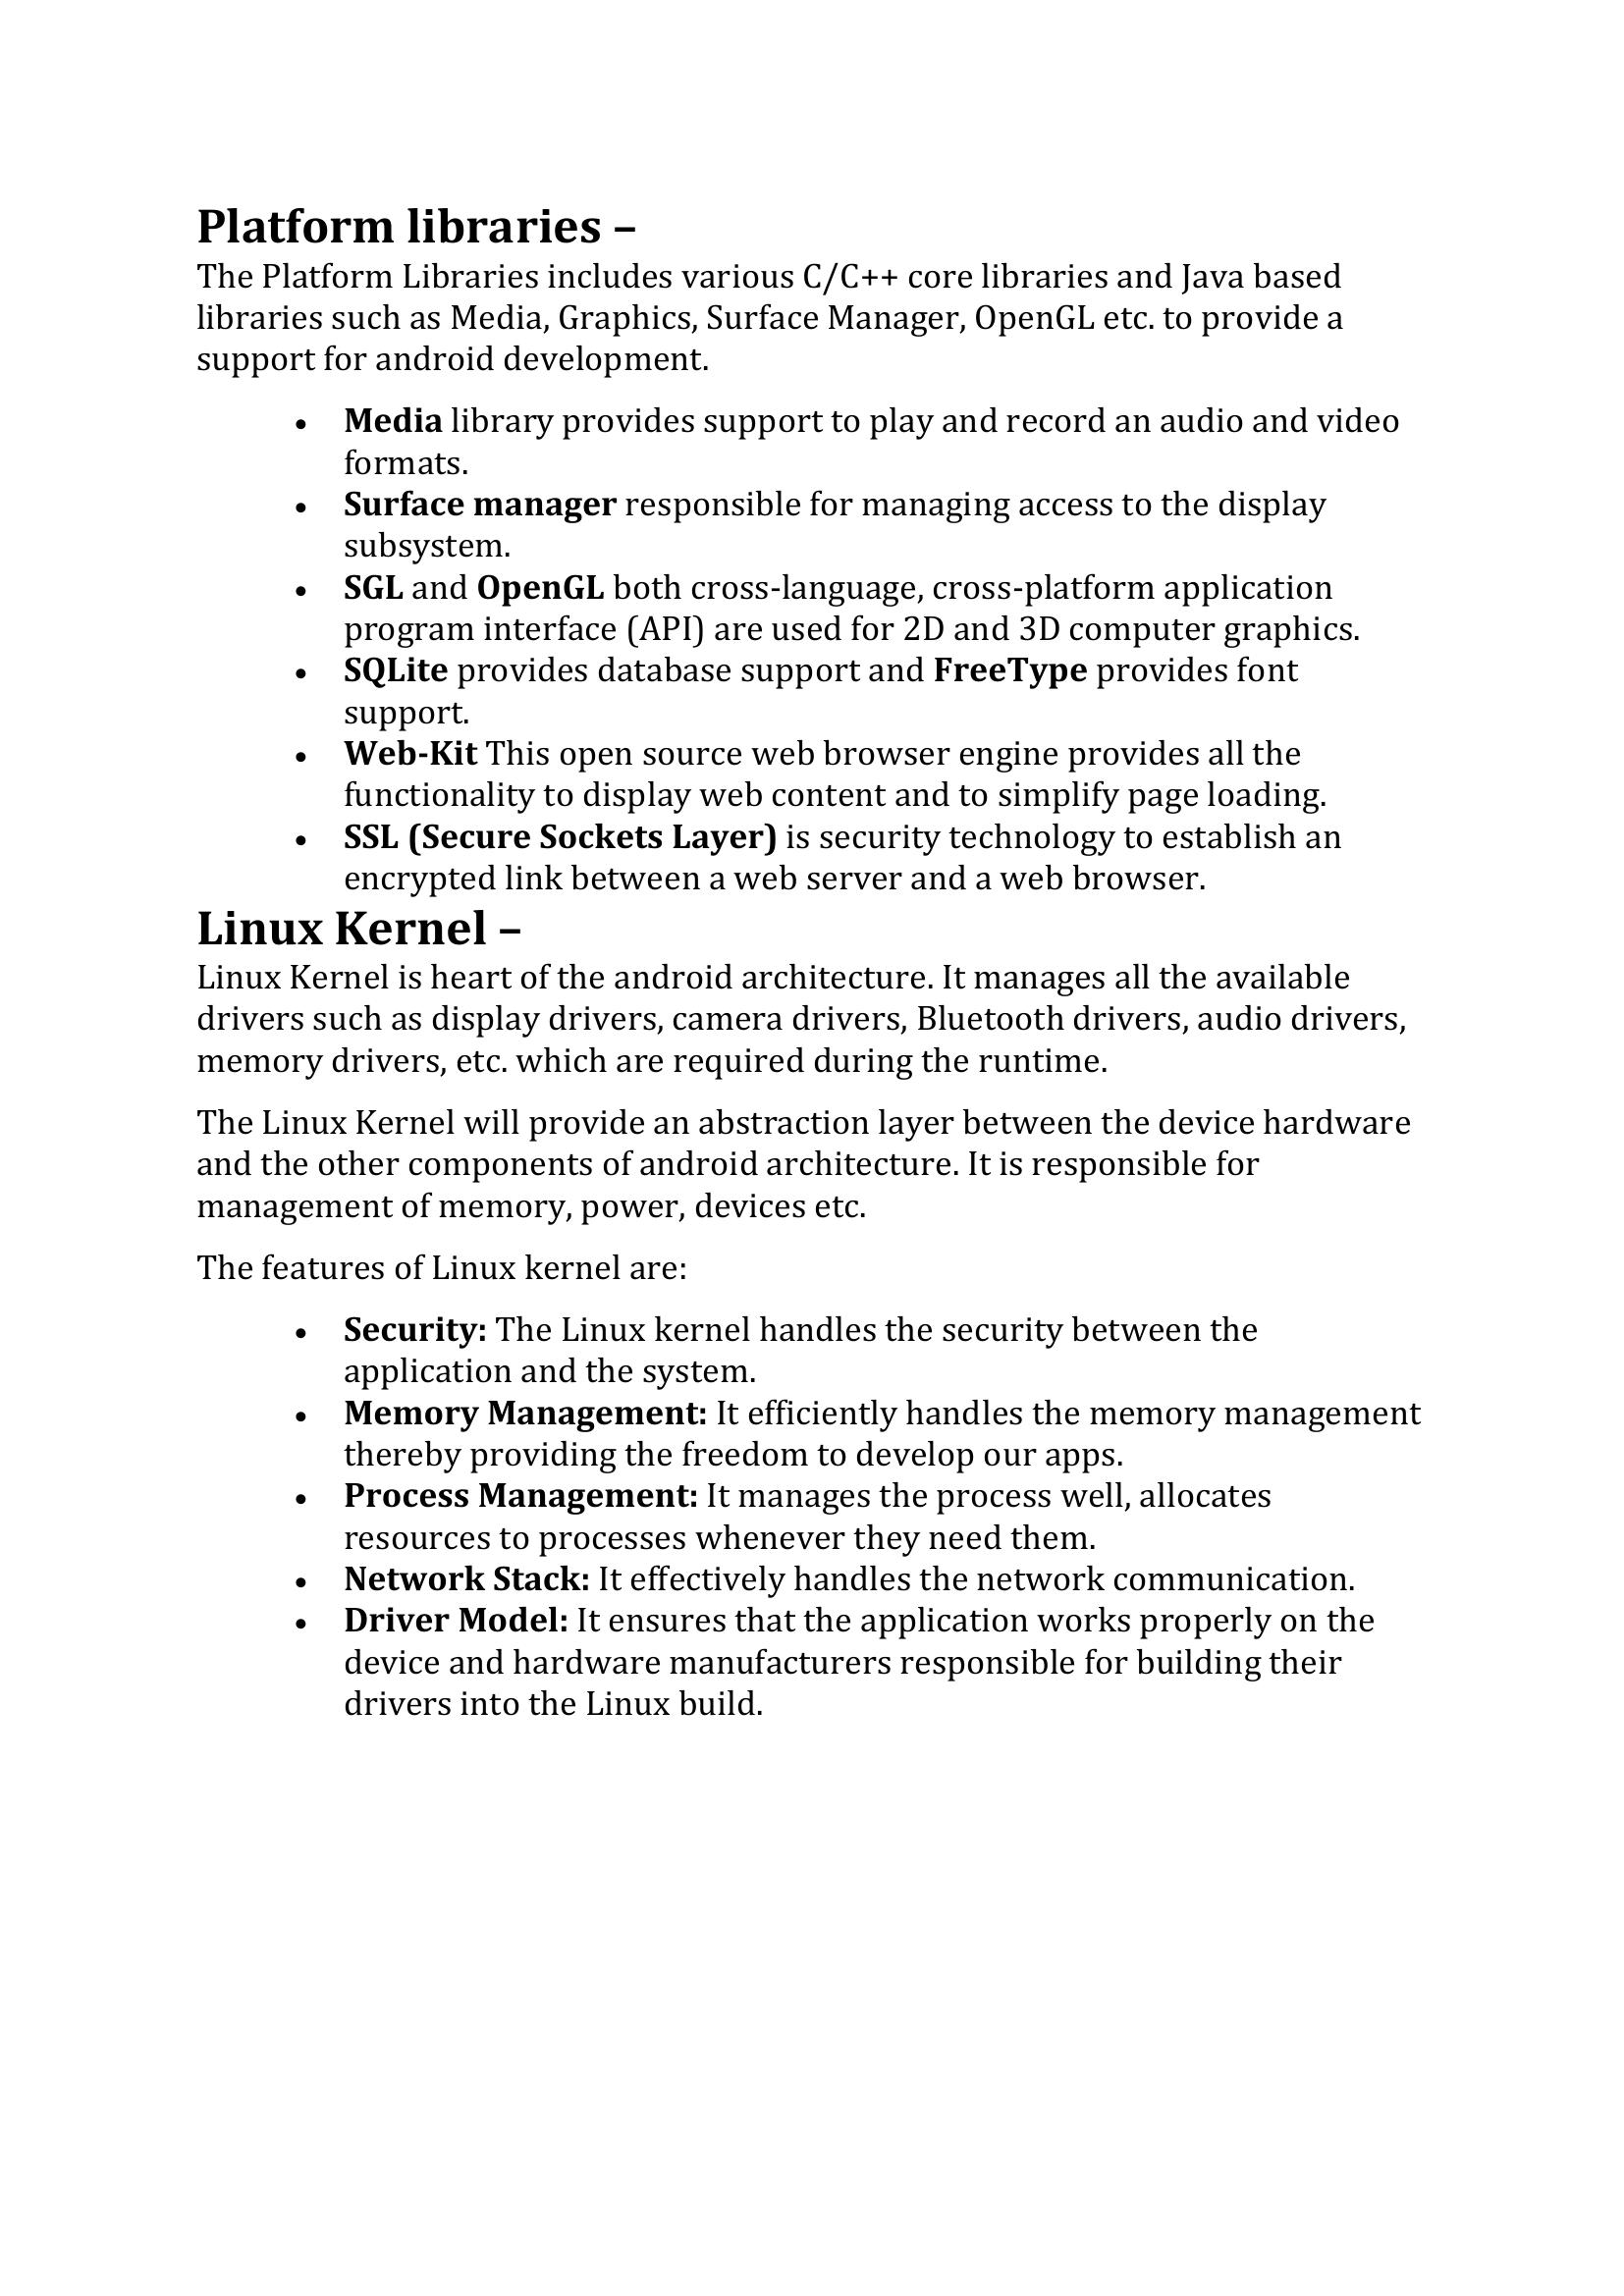 Platform libraries –
The Platform Libraries includes various C/C++ core libraries and Java based
libraries such as Media, Graphics, Surface Manager, OpenGL etc. to provide a
support for android development.
• Media library provides support to play and record an audio and video
formats.
• Surface manager responsible for managing access to the display
subsystem.
• SGL and OpenGL both cross-language, cross-platform application
program interface (API) are used for 2D and 3D computer graphics.
• SQLite provides database support and FreeType provides font
support.
• Web-Kit This open source web browser engine provides all the
functionality to display web content and to simplify page loading.
• SSL (Secure Sockets Layer) is security technology to establish an
encrypted link between a web server and a web browser.
Linux Kernel –
Linux Kernel is heart of the android architecture. It manages all the available
drivers such as display drivers, camera drivers, Bluetooth drivers, audio drivers,
memory drivers, etc. which are required during the runtime.
The Linux Kernel will provide an abstraction layer between the device hardware
and the other components of android architecture. It is responsible for
management of memory, power, devices etc.
The features of Linux kernel are:
• Security: The Linux kernel handles the security between the
application and the system.
• Memory Management: It efficiently handles the memory management
thereby providing the freedom to develop our apps.
• Process Management: It manages the process well, allocates
resources to processes whenever they need them.
• Network Stack: It effectively handles the network communication.
• Driver Model: It ensures that the application works properly on the
device and hardware manufacturers responsible for building their
drivers into the Linux build.